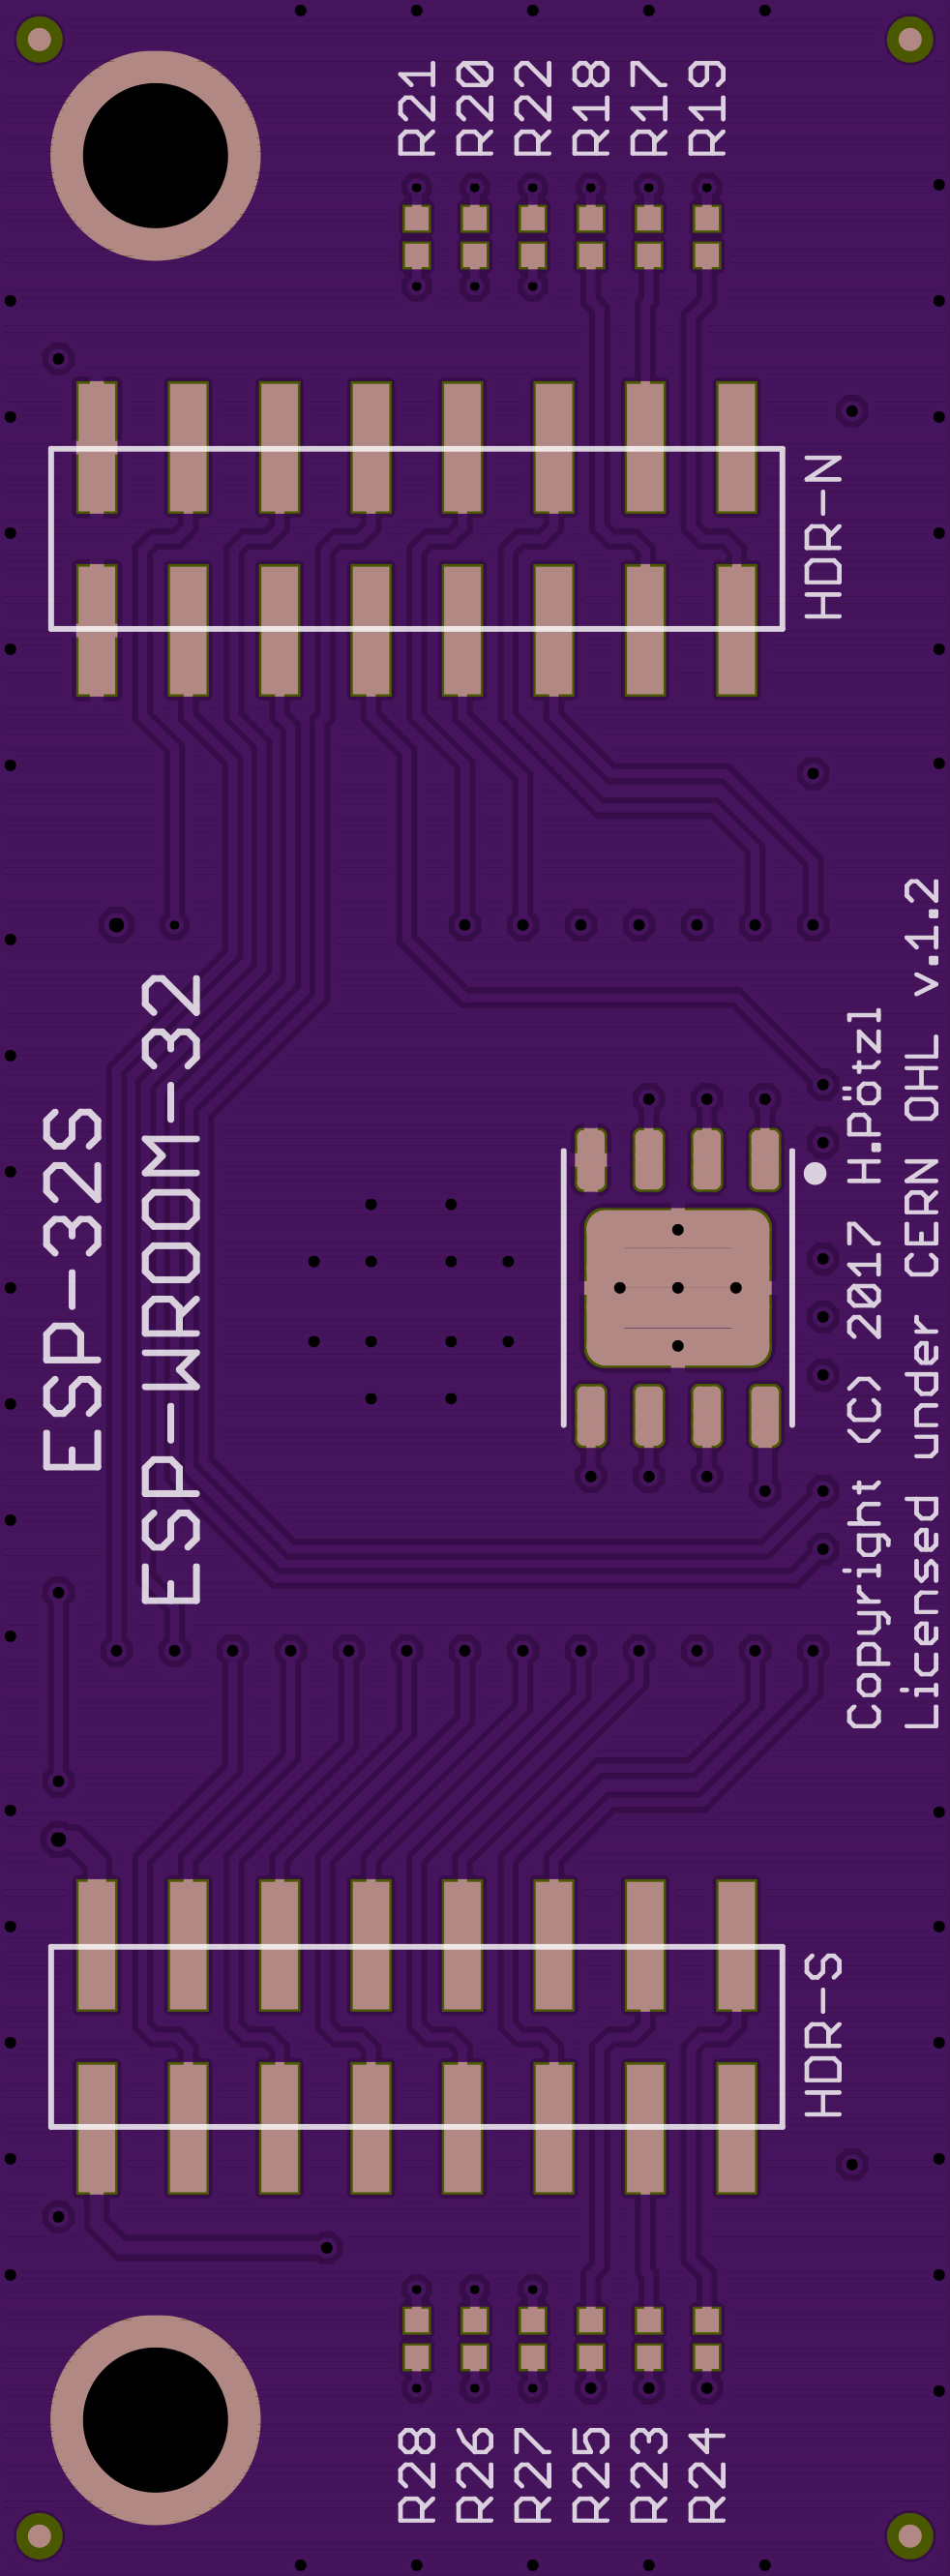 R21
R20
R22
R18
R17
R19
HDR-N
ESP-32S
ESP-WROOM-32
Copyright (C) 2017 H.Pötzl
Licensed under CERN OHL v.1.2
HDR-S
R28
R26
R27
R25
R23
R24